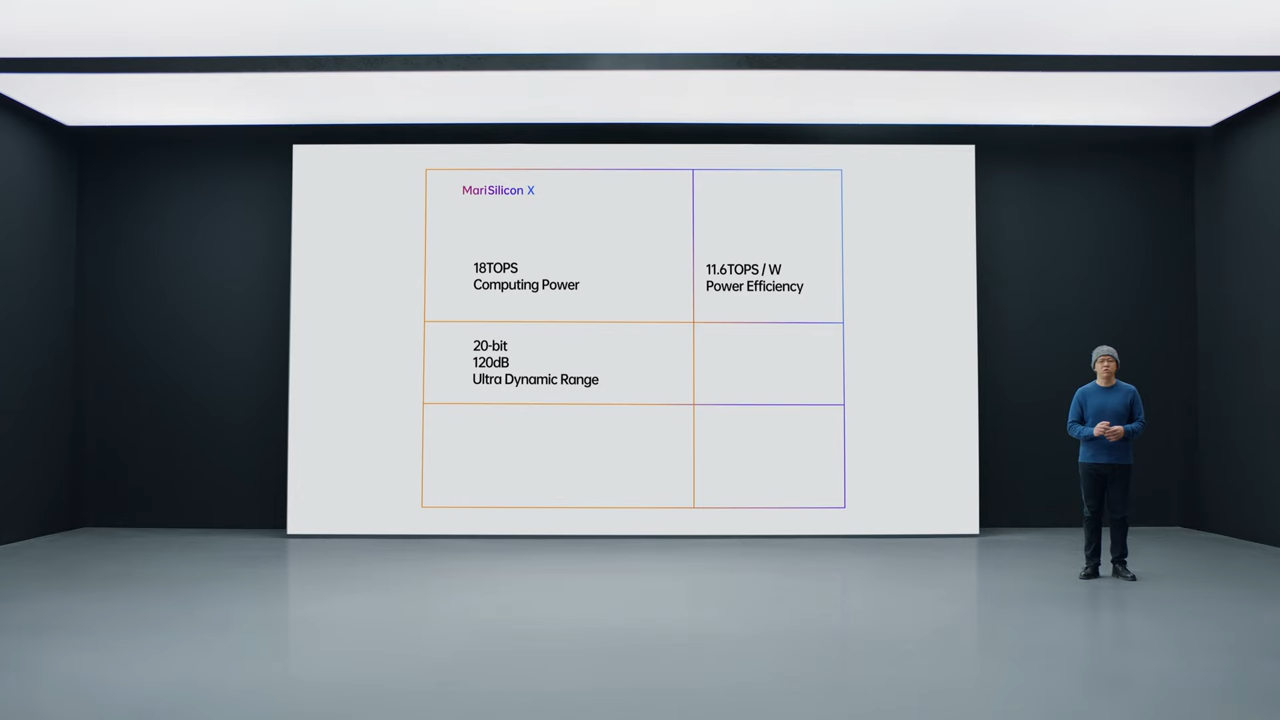 MariSilicon X
18TOPS
Computing Power
11.6TOPS / W
Power Efficiency
20-bit
120dB
Ultra Dynamic Range